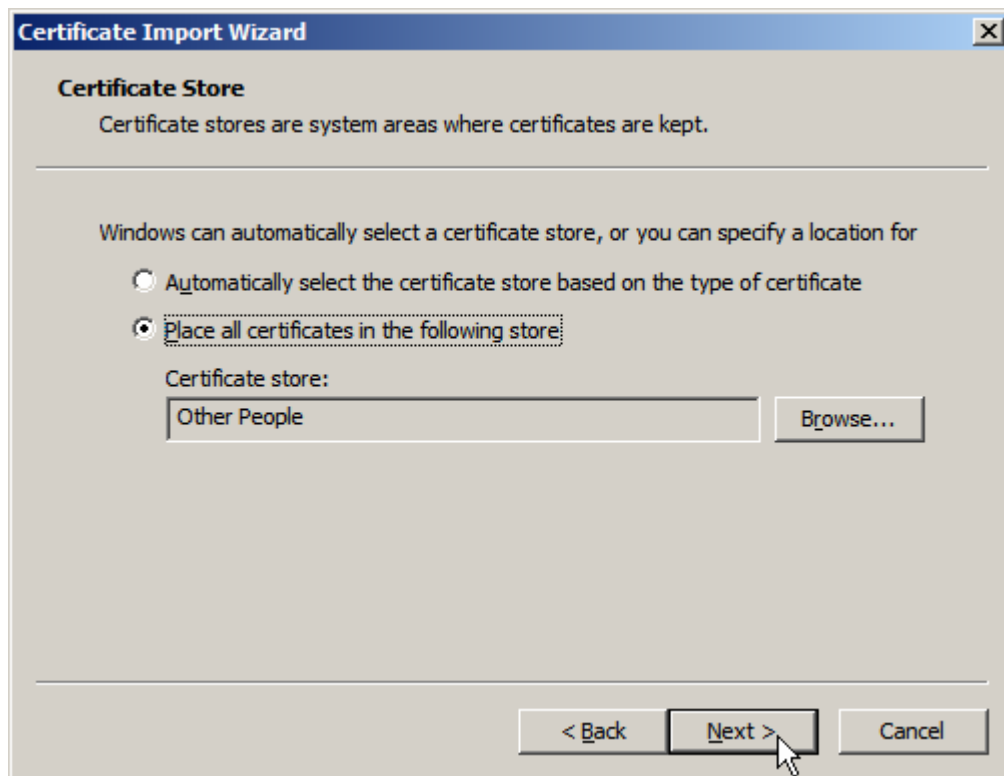 Certificate Import Wizard
Certificate Store
Certificate stores are system areas where certificates are kept.
Windows can automatically select a certificate store, or you can specify a location for
Automatically select the certificate store based on the type of certificate
Place all certificates in the following store
Certificate store:
Other People
Browse...
< Back
Next >
Cancel